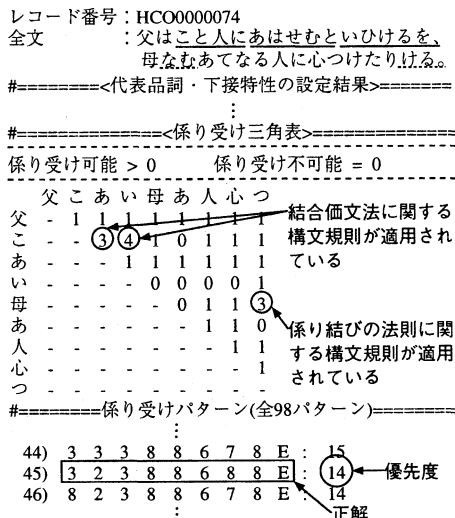 レコード番号：HCO0000074
全文　　　　：父はこと人にあはせむといひけるを、
母なむあてなる人に心つけたりける。
#========<代表品詞・下接特性の設定結果>========
⋮
#==============<係り受け三角表>==============
係り受け可能 > 0　　係り受け不可能 = 0
父 こ あ い 母 あ 人 心 つ
父 - 1 1 1 1 1 1 1 1
こ - - 3 4 1 0 1 1 1
あ - - - 1 1 1 1 1 1
い - - - - 0 0 0 0 1
母 - - - - - 0 1 1 3
あ - - - - - - 1 1 0
人 - - - - - - - 1 1
心 - - - - - - - - 1
つ - - - - - - - - -
結合価文法に関する
構文規則が適用され
ている
係り結びの法則に関
する構文規則が適用
されている
#========係り受けパターン(全98パターン)========
⋮
44) 3 3 3 8 8 6 7 8 E : 15
45) 3 2 3 8 8 6 8 8 E : 14 優先度
46) 8 2 3 8 8 6 7 8 E : 14
⋮ 正解